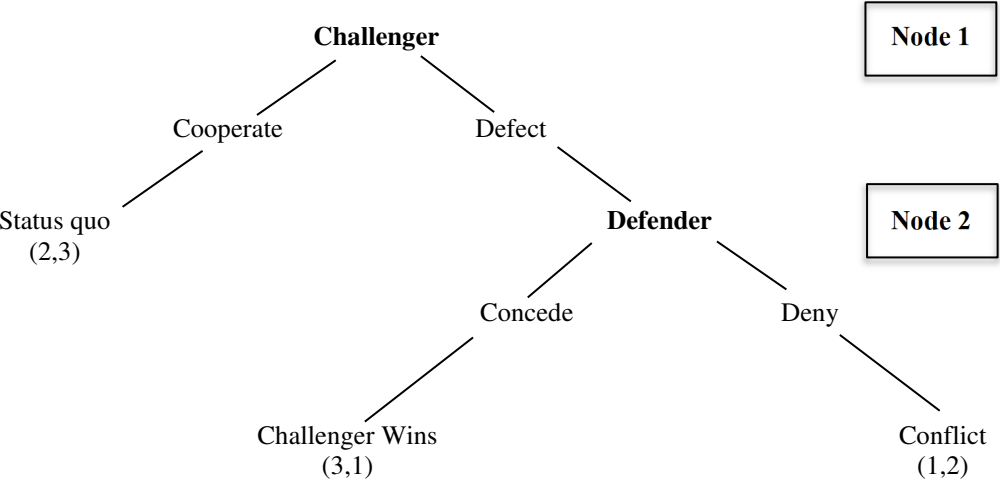 Challenger
Node 1
Cooperate
Defect
Status quo
(2,3)
Defender
Node 2
Concede
Deny
Challenger Wins
(3,1)
Conflict
(1,2)